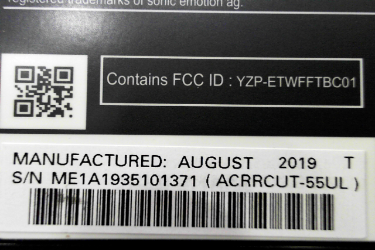 registered trademarks of sonic emotion ag.
Contains FCC ID : YZP-ETWFFTBC01
MANUFACTURED: AUGUST 2019 T
S/N ME1A1935101371 ( ACRRCUT-55UL )